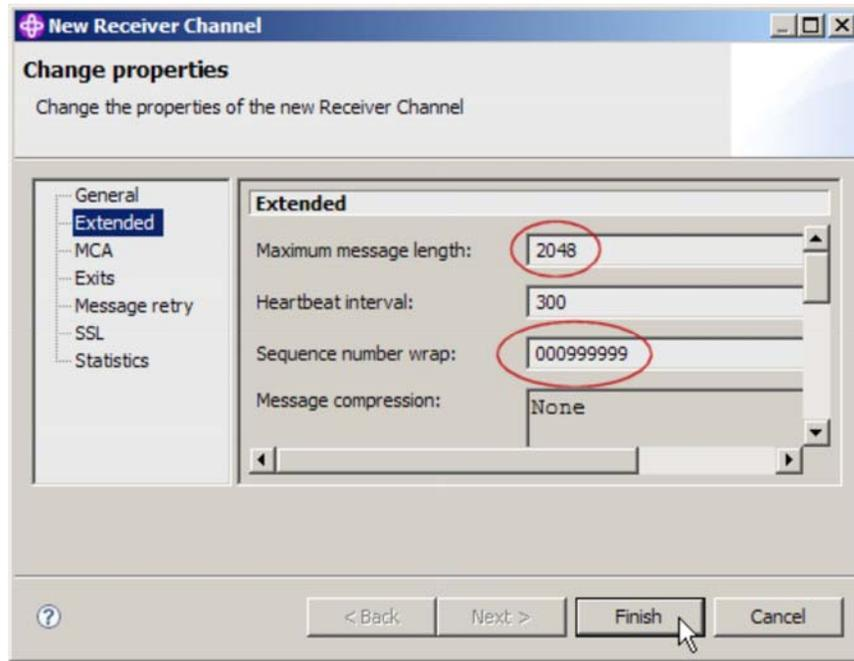 New Receiver Channel
Change properties
Change the properties of the new Receiver Channel
General
Extended
MCA
Exits
Message retry
SSL
Statistics
Extended
Maximum message length: 2048
Heartbeat interval: 300
Sequence number wrap: 000999999
Message compression: None
? < Back Next > Finish Cancel